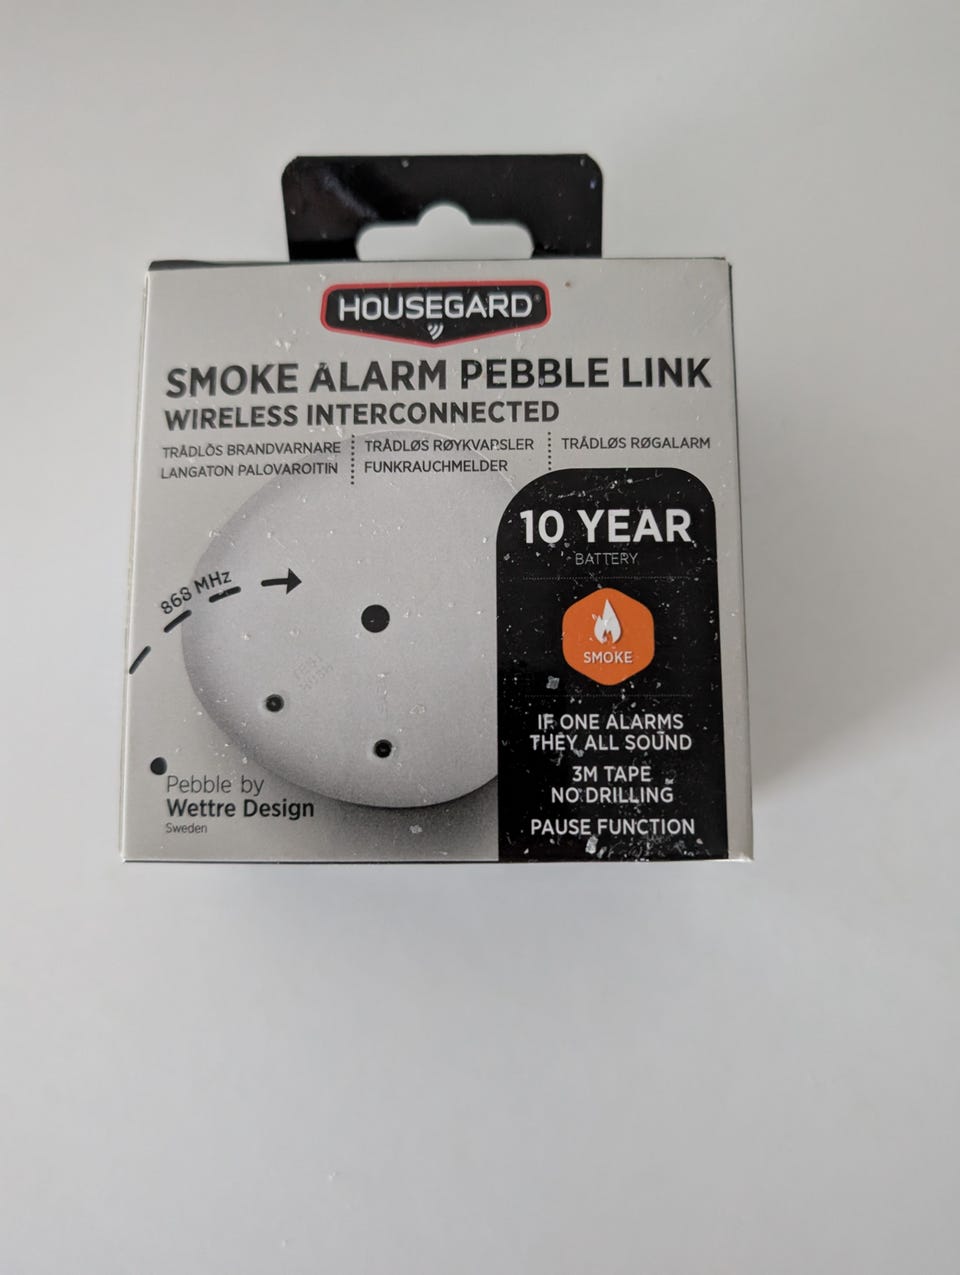 HOUSEGARD
SMOKE ALARM PEBBLE LINK
WIRELESS INTERCONNECTED
TRÅDLÖS BRANDVARNARE
LANGATON PALOVAROITIN
TRÅDLØS RØYKVARSLER
FUNKRAUCHMELDER
TRÅDLØS RØGALARM
868 MHz
10 YEAR
BATTERY
SMOKE
IF ONE ALARMS
THEY ALL SOUND
3M TAPE
NO DRILLING
PAUSE FUNCTION
TEST
HUSH
Pebble by
Wettre Design
Sweden